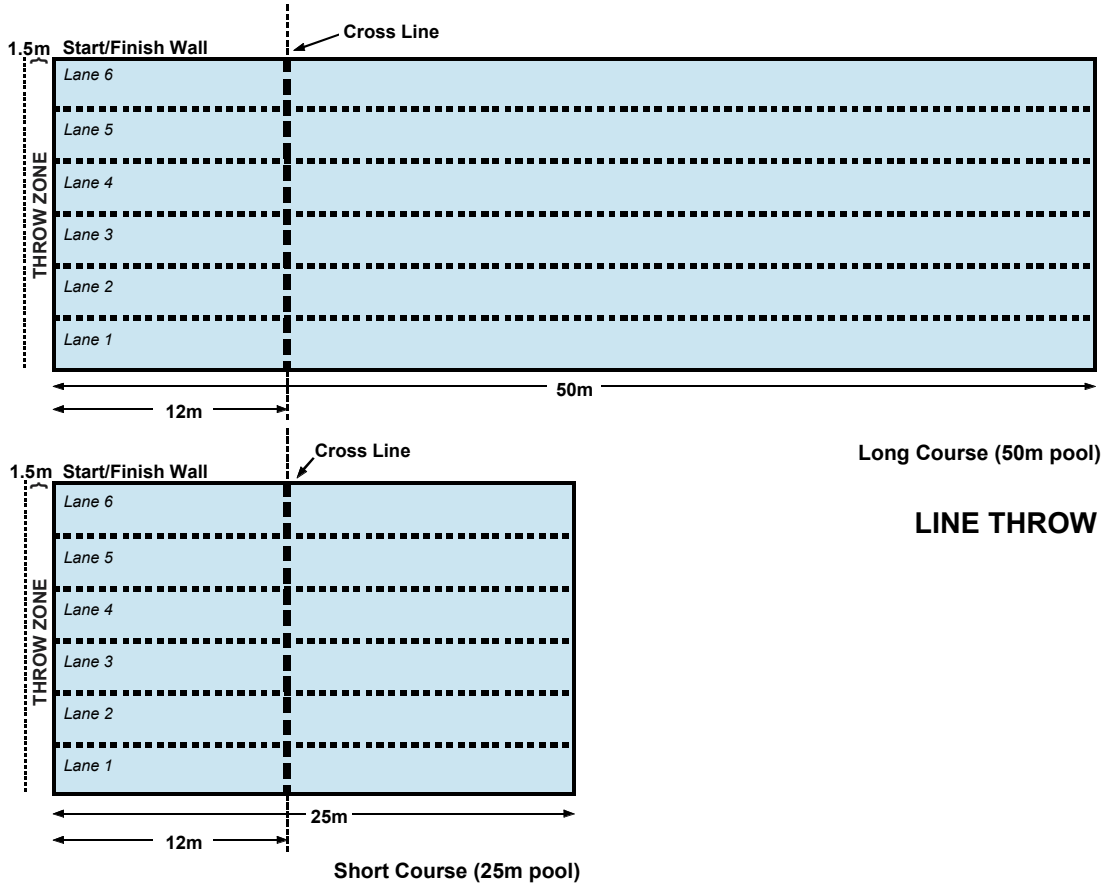 Cross Line
1.5m Start/Finish Wall
Lane 6
Lane 5
Lane 4
Lane 3
Lane 2
Lane 1
THROW ZONE
50m
12m
Cross Line
Long Course (50m pool)
1.5m Start/Finish Wall
Lane 6
LINE THROW
Lane 5
Lane 4
Lane 3
Lane 2
Lane 1
THROW ZONE
25m
12m
Short Course (25m pool)